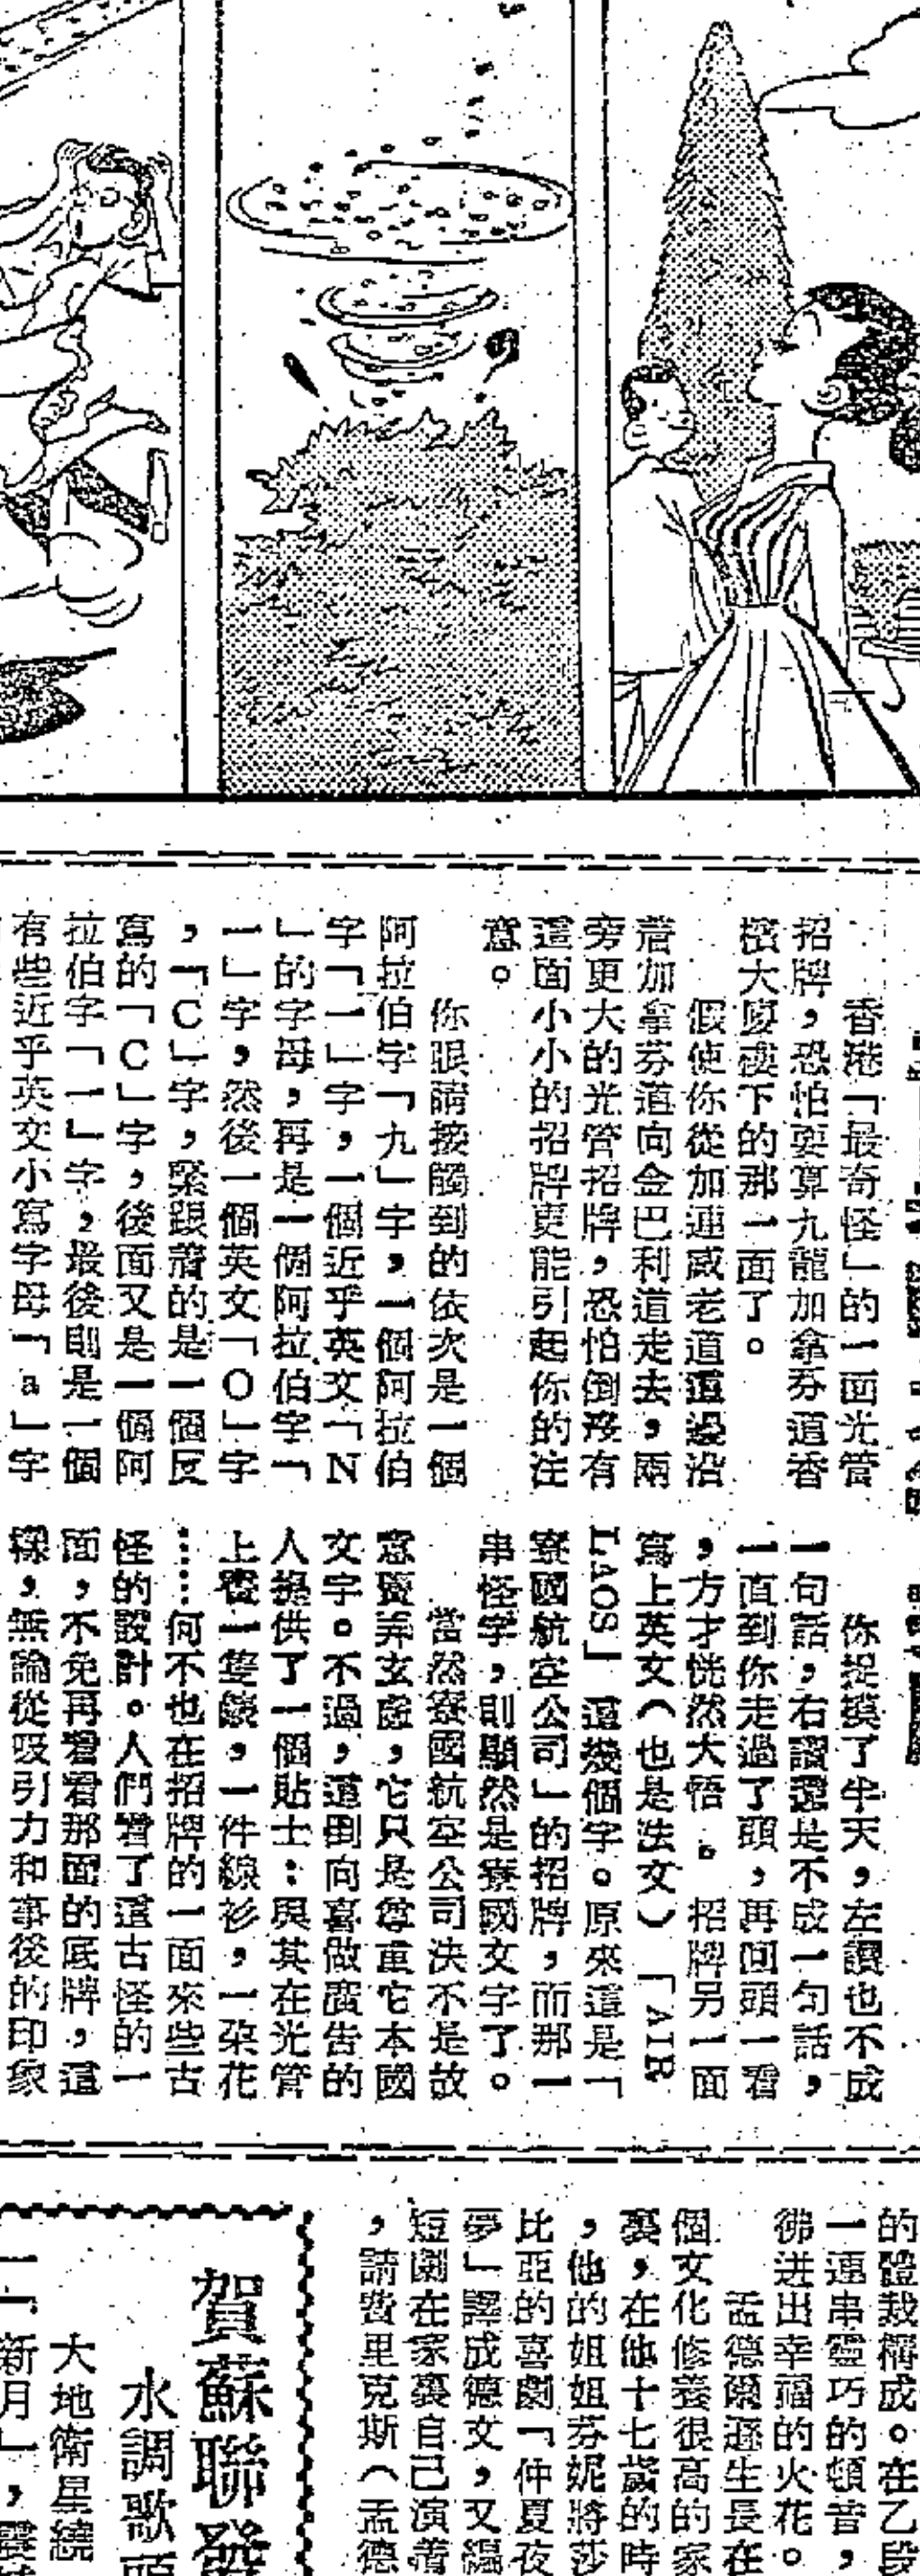 香港「最奇怪」的一面光管
招牌，恐怕要算九龍加拿芬道香
檳大廈樓下的那一面了。
假使你從加連威老道這邊沿
着加拿芬道向金巴利道走去，兩
旁更大的光管招牌，恐怕倒沒有
這面小小的招牌更能引起你的注
意。
你眼睛接觸到的依次是一個
阿拉伯字「九」字，一個阿拉伯
字「一」字，一個近乎英文「N
」的字母，再是一個阿拉伯字「
一」字，然後一個英文「O」字
，「C」字，緊跟着的是一個反
寫的「C」字，後面又是一個阿
拉伯字「一」字，最後則是一個
有些近乎英文小寫字母「a」字
你捉摸了半天，左讀也不成
一句話，右讀還是不成一句話，
一直到你走過了頭，再回頭一看
，方才恍然大悟。招牌另一面
寫上英文（也是法文）「AIR
LAOS」這幾個字。原來這是「
寮國航空公司」的招牌，而那一
串怪字，則顯然是寮國文字了。
當然寮國航空公司決不是故
意賣弄玄虛，它只是尊重它本國
文字。不過，這倒向喜做廣告的
人提供了一個貼士：與其在光管
上裝一隻鏡，一件線衫，一朶花
……何不也在招牌的一面來些古
怪的設計。人們看了這古怪的一
面，不免再看看那面的底牌，這
樣，無論從吸引力和事後的印象
的體裁構成。在乙段
一連串靈巧的頓音，
彿迸出幸福的火花。
孟德爾遜生長在
個文化修養很高的家
裏，在他十七歲的時
，他的姐姐芬妮將莎
比亞的喜劇「仲夏夜
夢」譯成德文，又編
短劇在家裏自己演着
，請費里克斯（孟德
賀蘇聯發
水調歌頭
大地衛星繞
一「新月」，震